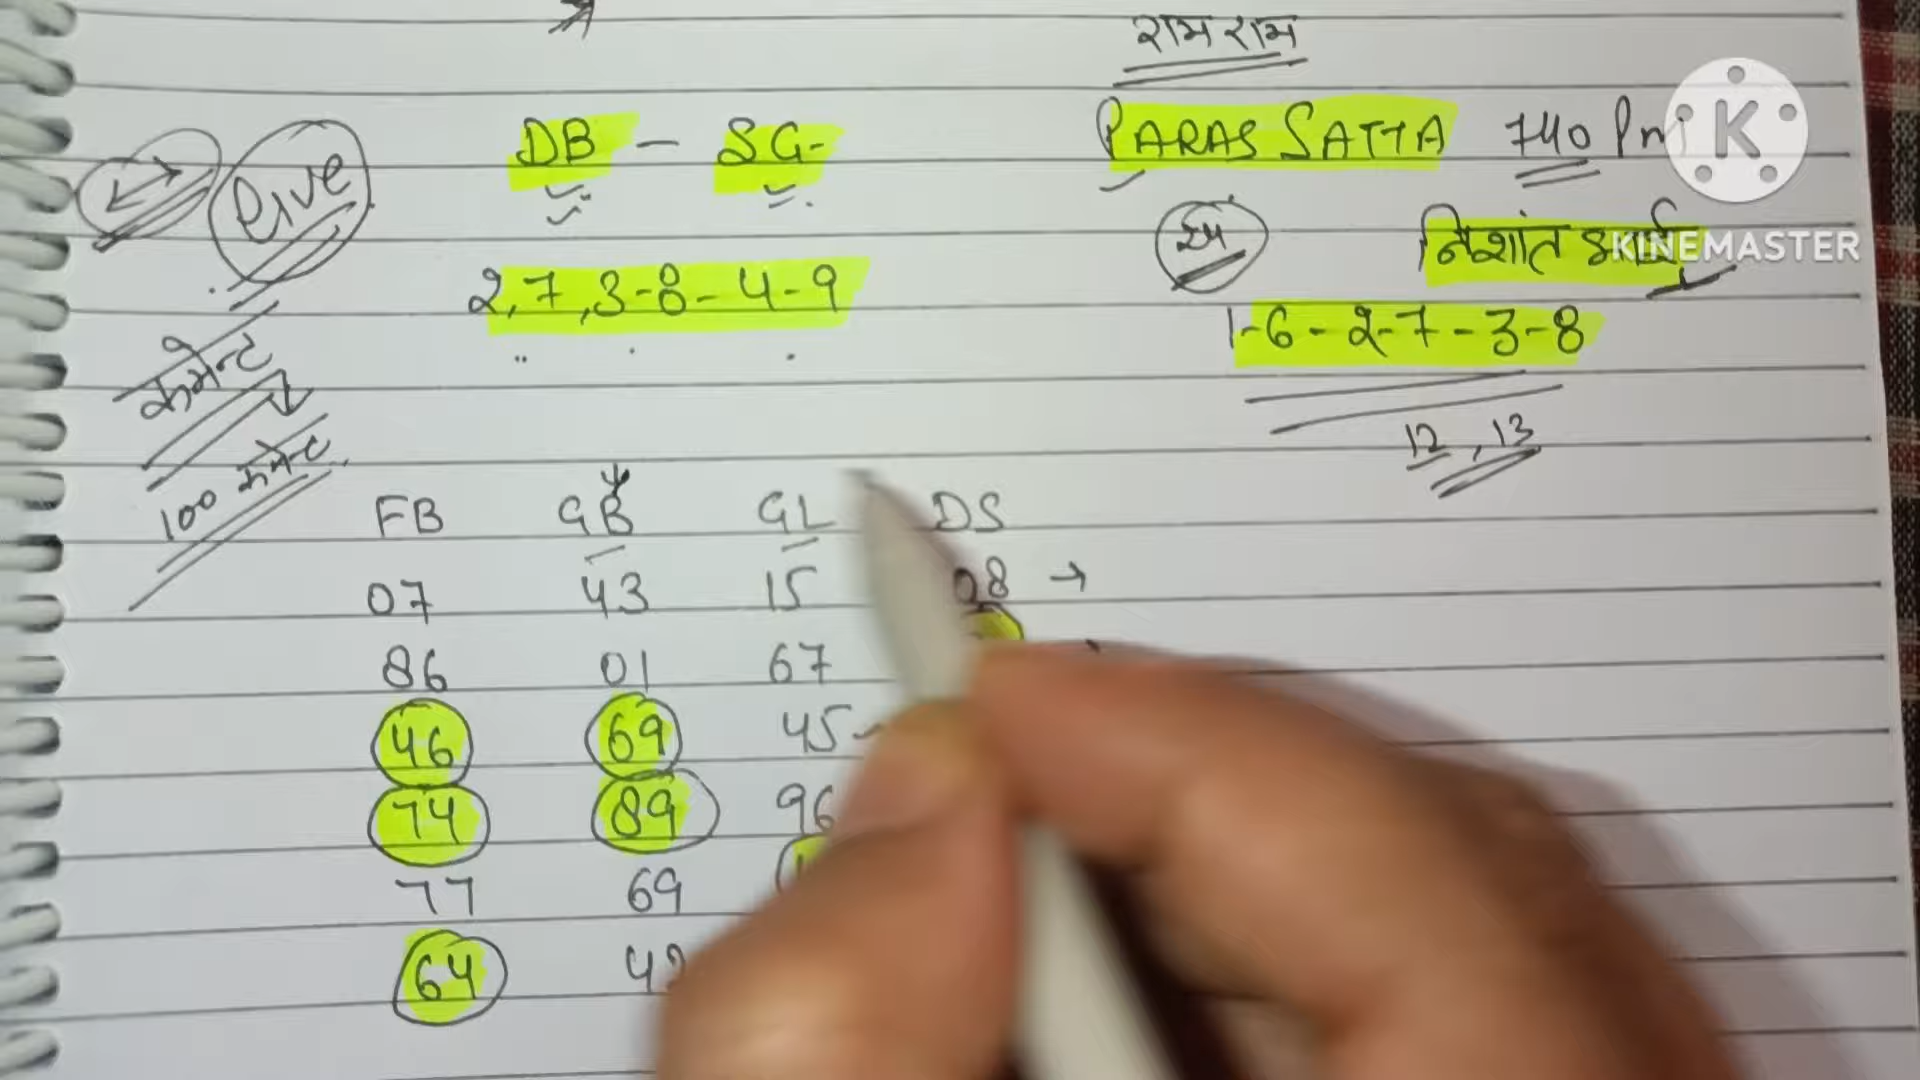 राम राम
DB - SG-
PARAS SATTA 740 Pm
K
KINEMASTER
Live
निशांत भाई
2,7,3-8-4-9
1-6-2-7-3-8
कमेन्ट
12,13
100 कमेन्ट
FB GB GL DS
07 43 15 08 →
86 01 67
46 69 45
74 89 96
77 69
64